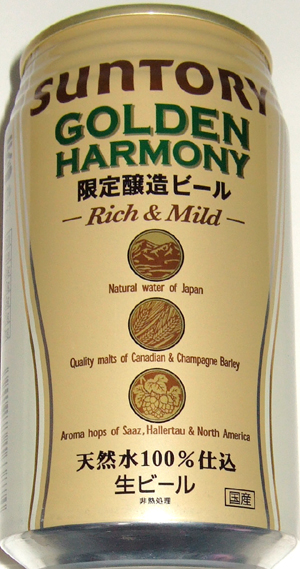 SUNTORY
GOLDEN
HARMONY
限定醸造ビール
— Rich & Mild —
Natural water of Japan
Quality malts of Canadian & Champagne Barley
Aroma hops of Saaz, Hallertau & North America
天然水100%仕込
生ビール
非熱処理
国産